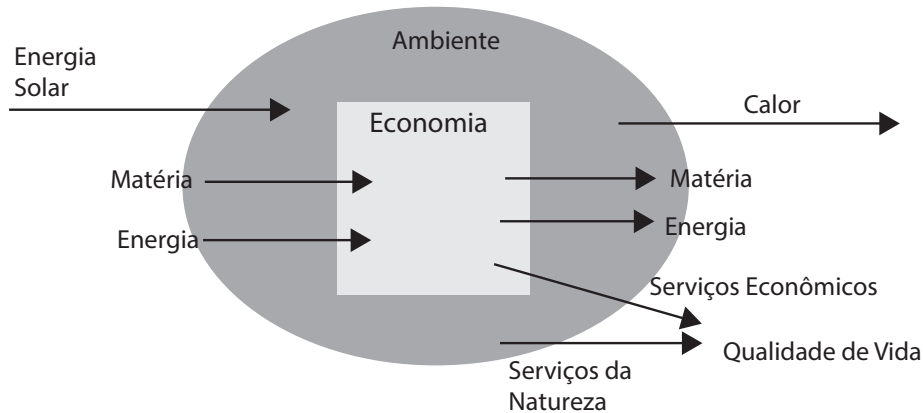 Ambiente
Energia
Solar
Calor
Economia
Matéria
Matéria
Energia
Energia
Serviços Econômicos
Qualidade de Vida
Serviços da
Natureza